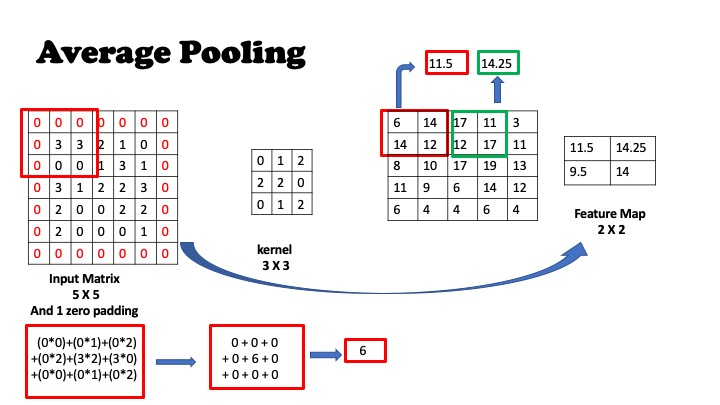 Average Pooling
11.5 14.25
0 0 0 0 0 0 0
0 3 3 2 1 0 0
0 0 0 1 3 1 0
0 3 1 2 2 3 0
0 2 0 0 2 2 0
0 2 0 0 0 1 0
0 0 0 0 0 0 0
Input Matrix
5 X 5
And 1 zero padding
0 1 2
2 2 0
0 1 2
kernel
3 X 3
6 14 17 11 3
14 12 12 17 11
8 10 17 19 13
11 9 6 14 12
6 4 4 6 4
11.5 14.25
9.5 14
Feature Map
2 X 2
(0*0)+(0*1)+(0*2)
+(0*2)+(3*2)+(3*0)
+(0*0)+(0*1)+(0*2)
0 + 0 + 0
+ 0 + 6 + 0
+ 0 + 0 + 0
6